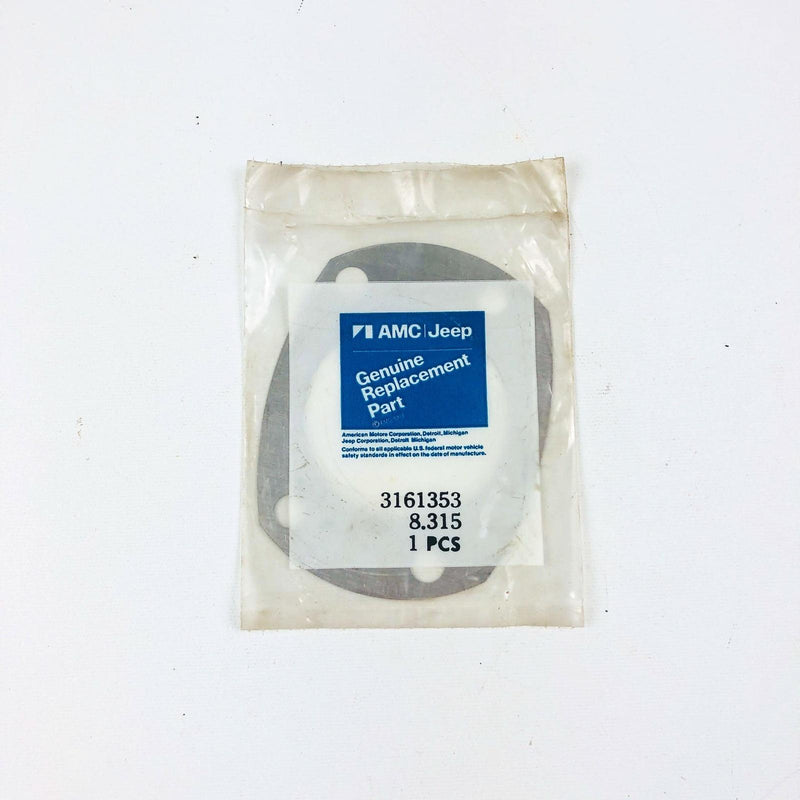 AMC|Jeep
Genuine
Replacement
Part
American Motors Corporation, Detroit, Michigan
Jeep Corporation, Detroit Michigan
Conforms to all applicable U.S. federal motor vehicle
safety standards in effect on the date of manufacture.
3161353
8.315
1 PCS